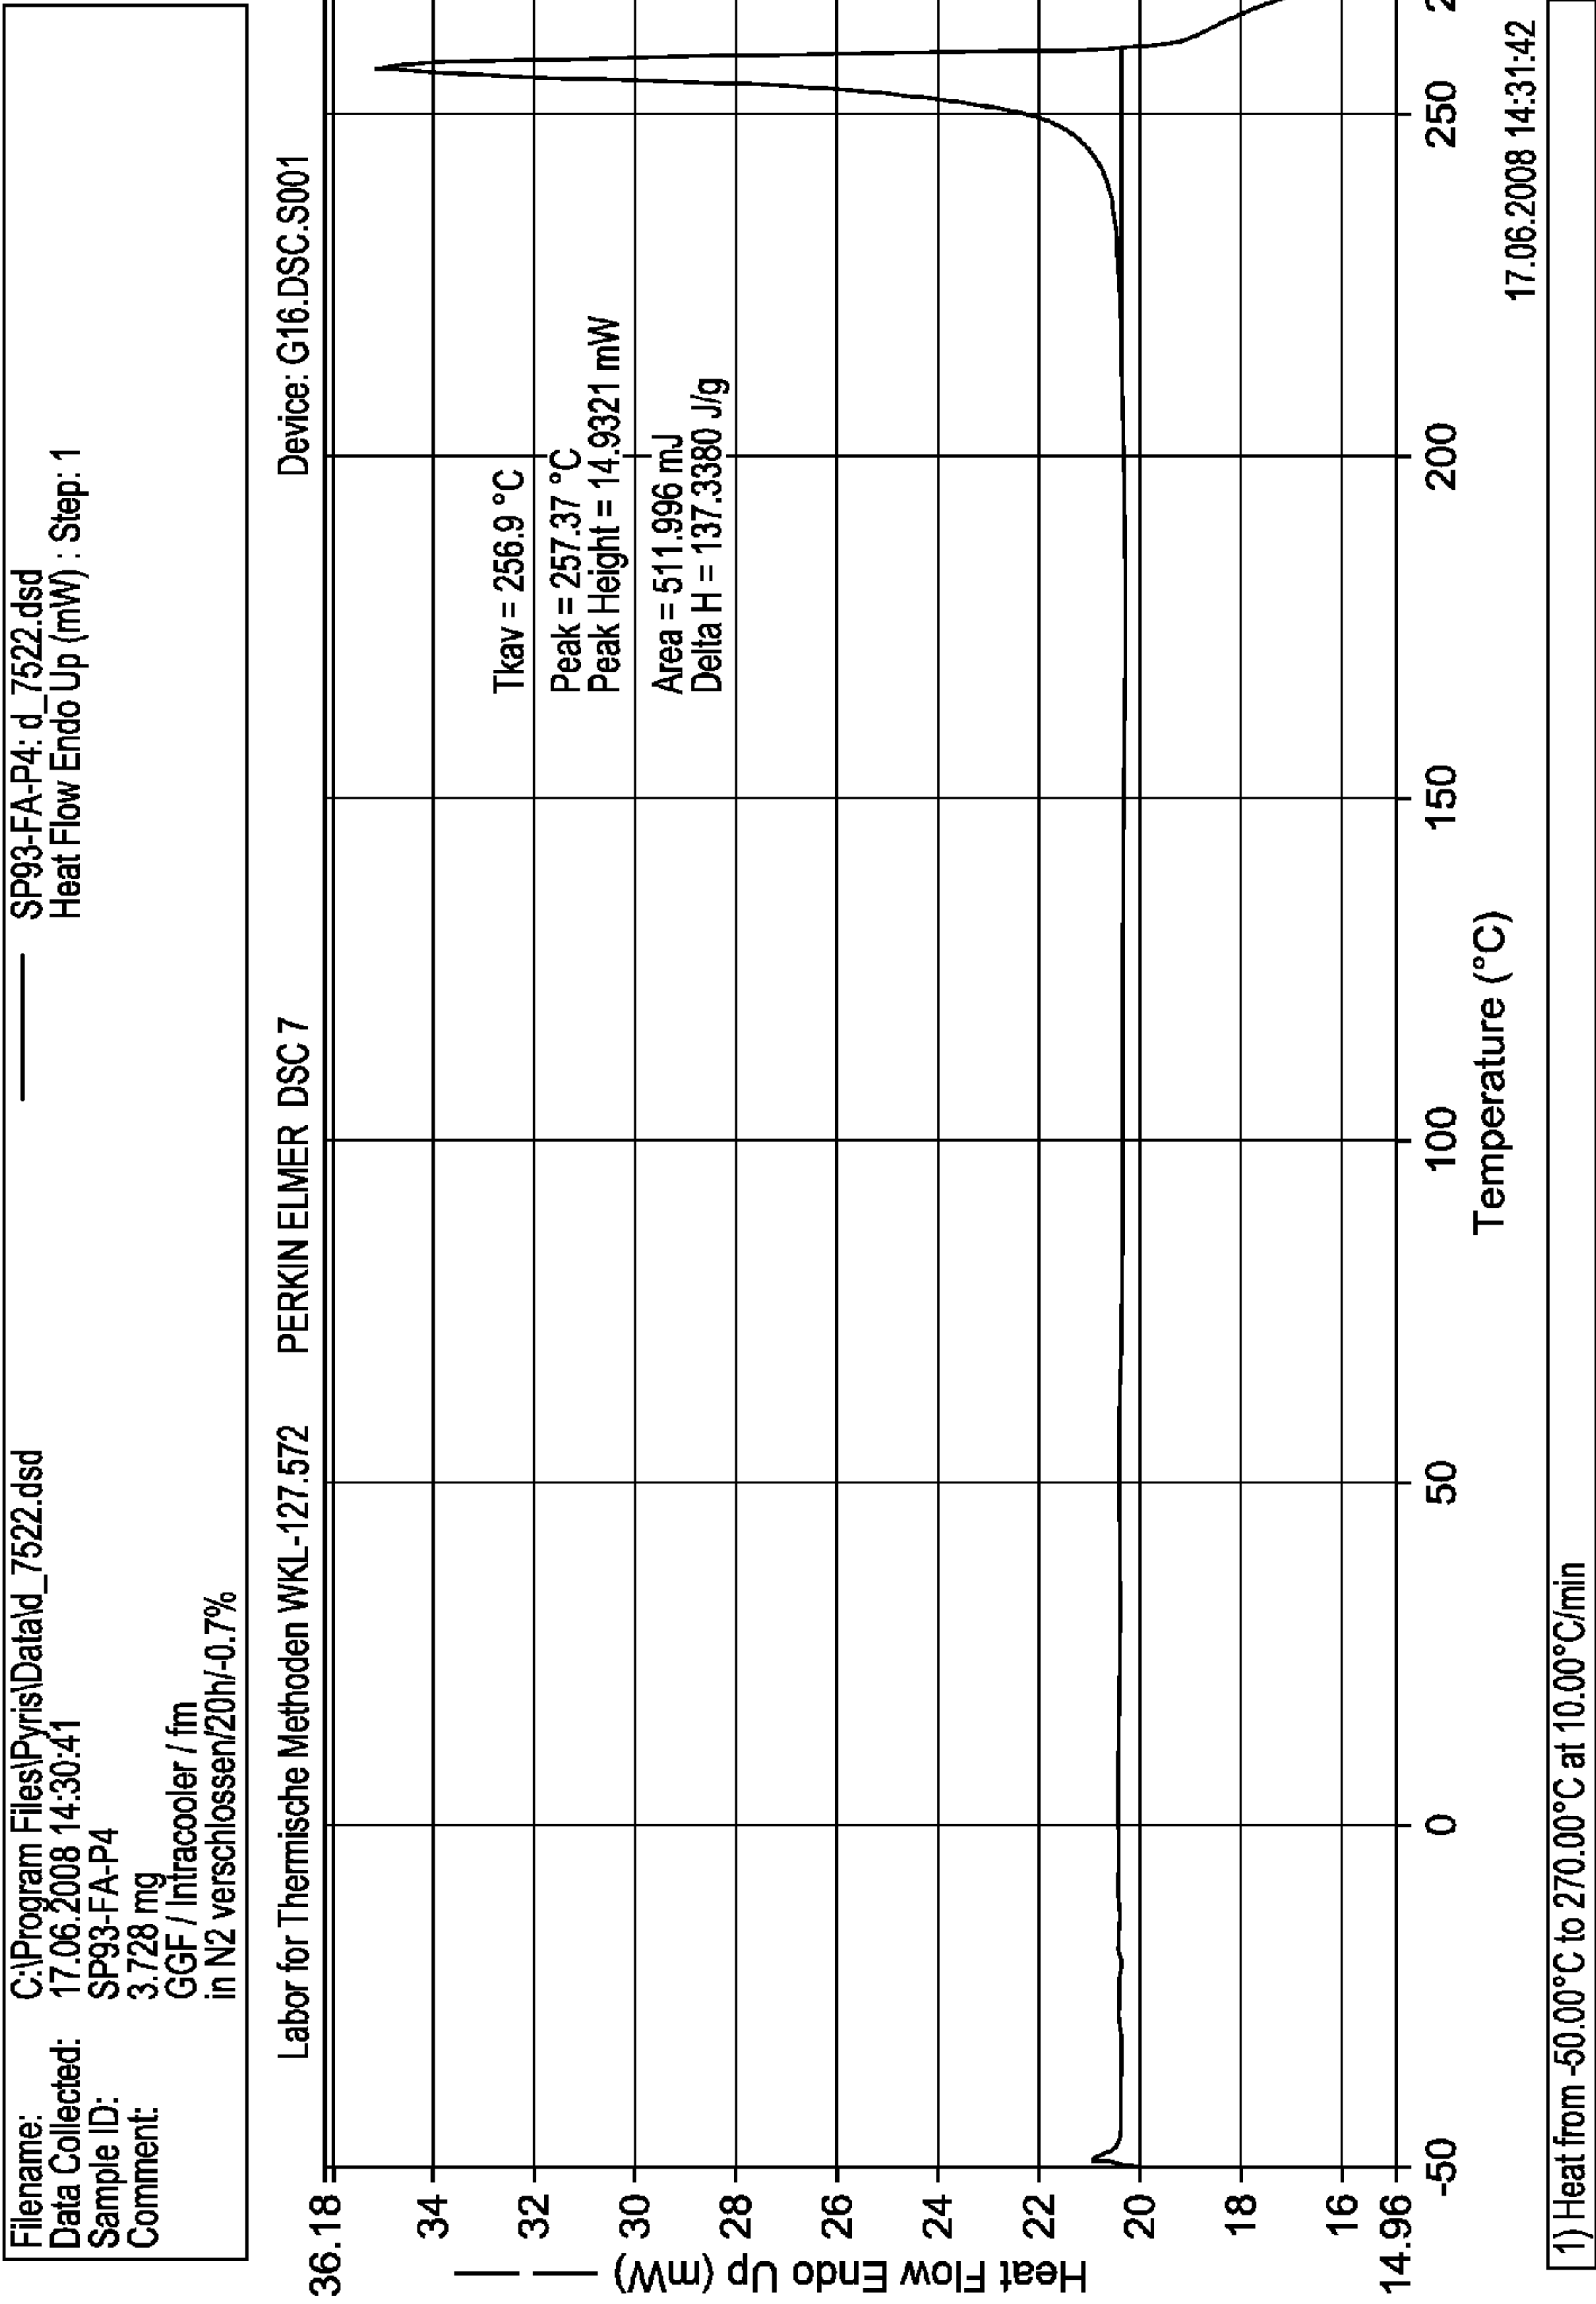 Filename: C:\Program Files\Pyris\Data\d_7522.dsd
Data Collected: 17.06.2008 14:30:41
Sample ID: SP93-FA-P4
Comment: 3.728 mg
GGF / Intracooler / fm
in N2 verschlossen/20h/-0.7%
SP93-FA-P4: d_7522.dsd
Heat Flow Endo Up (mW) : Step: 1
Labor for Thermische Methoden WKL-127.572 PERKIN ELMER DSC 7 Device: G16.DSC.S001
Tkav = 256.9 °C
Peak = 257.37 °C
Peak Height = 14.9321 mW
Area = 511.996 mJ
Delta H = 137.3380 J/g
Heat Flow Endo Up (mW)
36.18
34
32
30
28
26
24
22
20
18
16
14.96
-50 0 50 100 150 200 250
Temperature (°C)
17.06.2008 14:31:42
1) Heat from -50.00°C to 270.00°C at 10.00°C/min